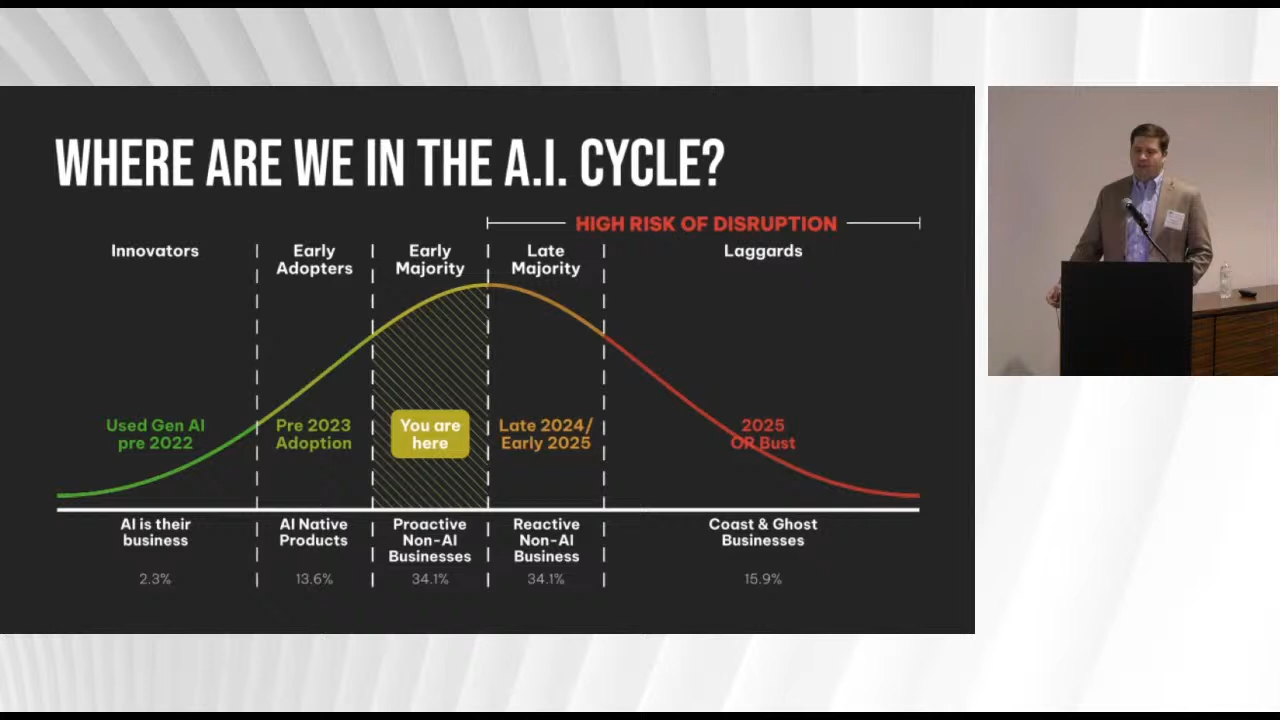 WHERE ARE WE IN THE A.I. CYCLE?
HIGH RISK OF DISRUPTION
Innovators
Early
Adopters
Early
Majority
Late
Majority
Laggards
Used Gen AI
pre 2022
Pre 2023
Adoption
You are
here
Late 2024/
Early 2025
2025
OR Bust
AI is their
business
AI Native
Products
Proactive
Non-AI
Businesses
Reactive
Non-AI
Business
Coast & Ghost
Businesses
2.3%
13.6%
34.1%
34.1%
15.9%